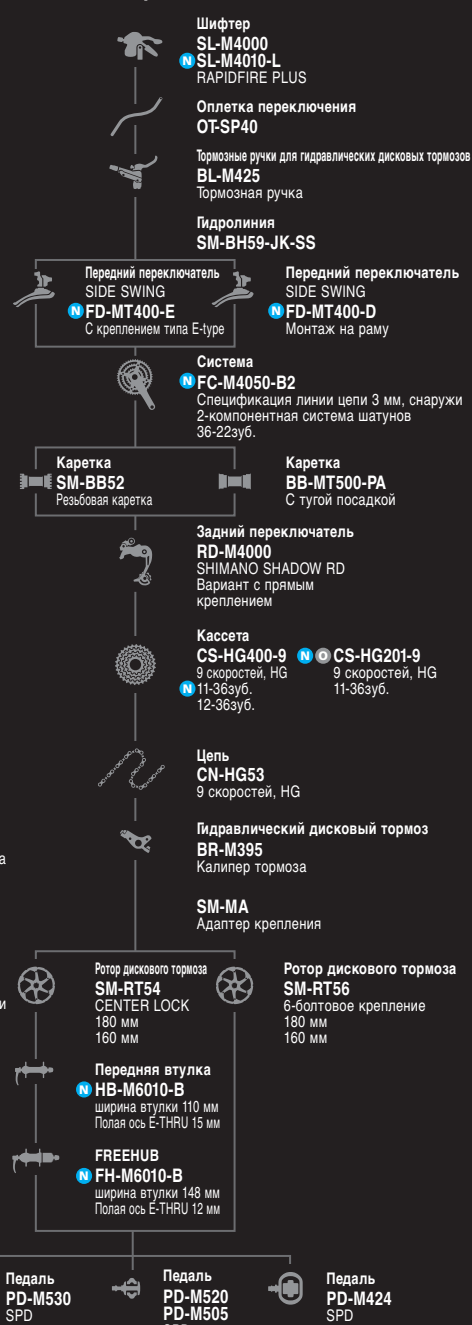 Шифтер
SL-M4000
N SL-M4010-L
RAPIDFIRE PLUS
Оплетка переключения
OT-SP40
Тормозные ручки для гидравлических дисковых тормозов
BL-M425
Тормозная ручка
Гидролиния
SM-BH59-JK-SS
Передний переключатель
SIDE SWING
N FD-MT400-E
С креплением типа E-type
Передний переключатель
SIDE SWING
N FD-MT400-D
Монтаж на раму
Система
N FC-M4050-B2
Спецификация линии цепи 3 мм, снаружи
2-компонентная система шатунов
36-22зуб.
Каретка
SM-BB52
Резьбовая каретка
Каретка
BB-MT500-PA
С тугой посадкой
Задний переключатель
RD-M4000
SHIMANO SHADOW RD
Вариант с прямым
креплением
Кассета
CS-HG400-9
9 скоростей, HG
N 11-36зуб.
12-36зуб.
N O CS-HG201-9
9 скоростей, HG
11-36зуб.
Цепь
CN-HG53
9 скоростей, HG
Гидравлический дисковый тормоз
BR-M395
Калипер тормоза
а
SM-MA
Адаптер крепления
Ротор дискового тормоза
SM-RT54
CENTER LOCK
180 мм
160 мм
и
Ротор дискового тормоза
SM-RT56
6-болтовое крепление
180 мм
160 мм
Передняя втулка
N HB-M6010-B
ширина втулки 110 мм
Полая ось E-THRU 15 мм
FREEHUB
N FH-M6010-B
ширина втулки 148 мм
Полая ось E-THRU 12 мм
Педаль
PD-M530
SPD
Педаль
PD-M520
PD-M505
Педаль
PD-M424
SPD